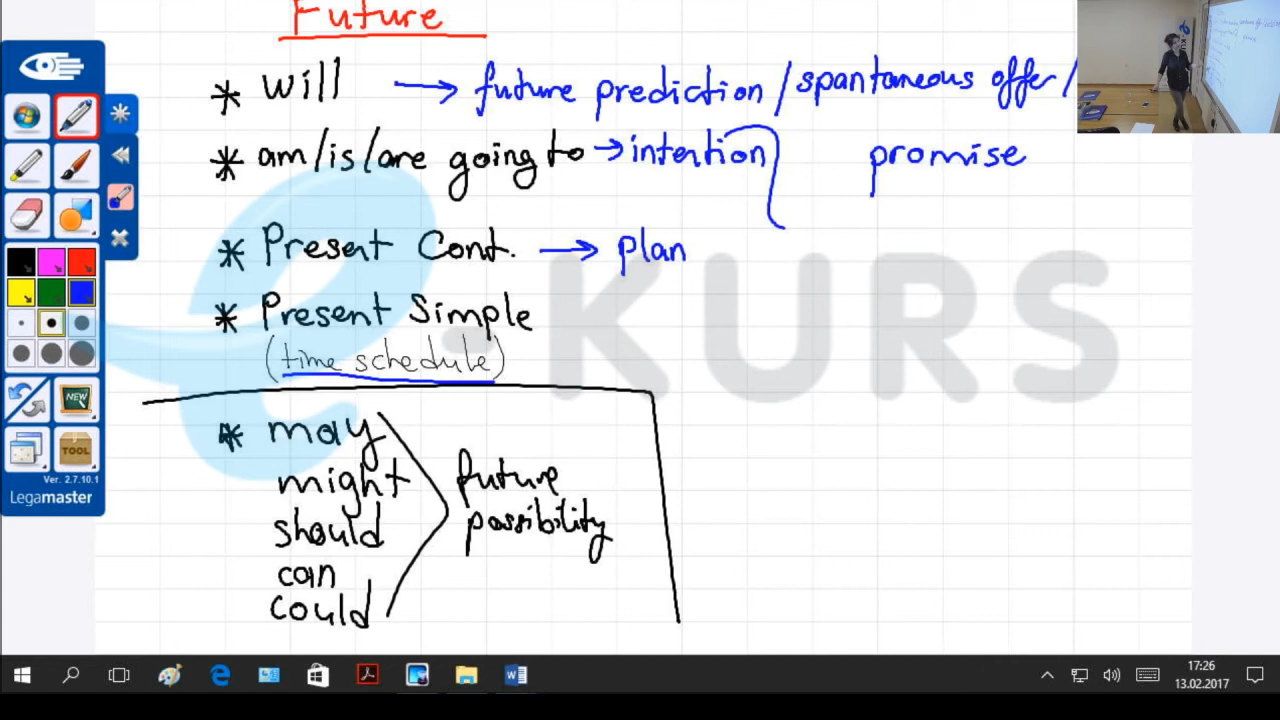 Future
* will → future prediction / spontaneous offer /
promise
* am/is/are going to → intention
* Present Cont. → plan
* Present Simple
(time schedule)
* may
might
should
can
could
future
possibility
e-KURS
NEW
TOOL
Ver. 2.7.10.1
Legamaster
17:26
13.02.2017